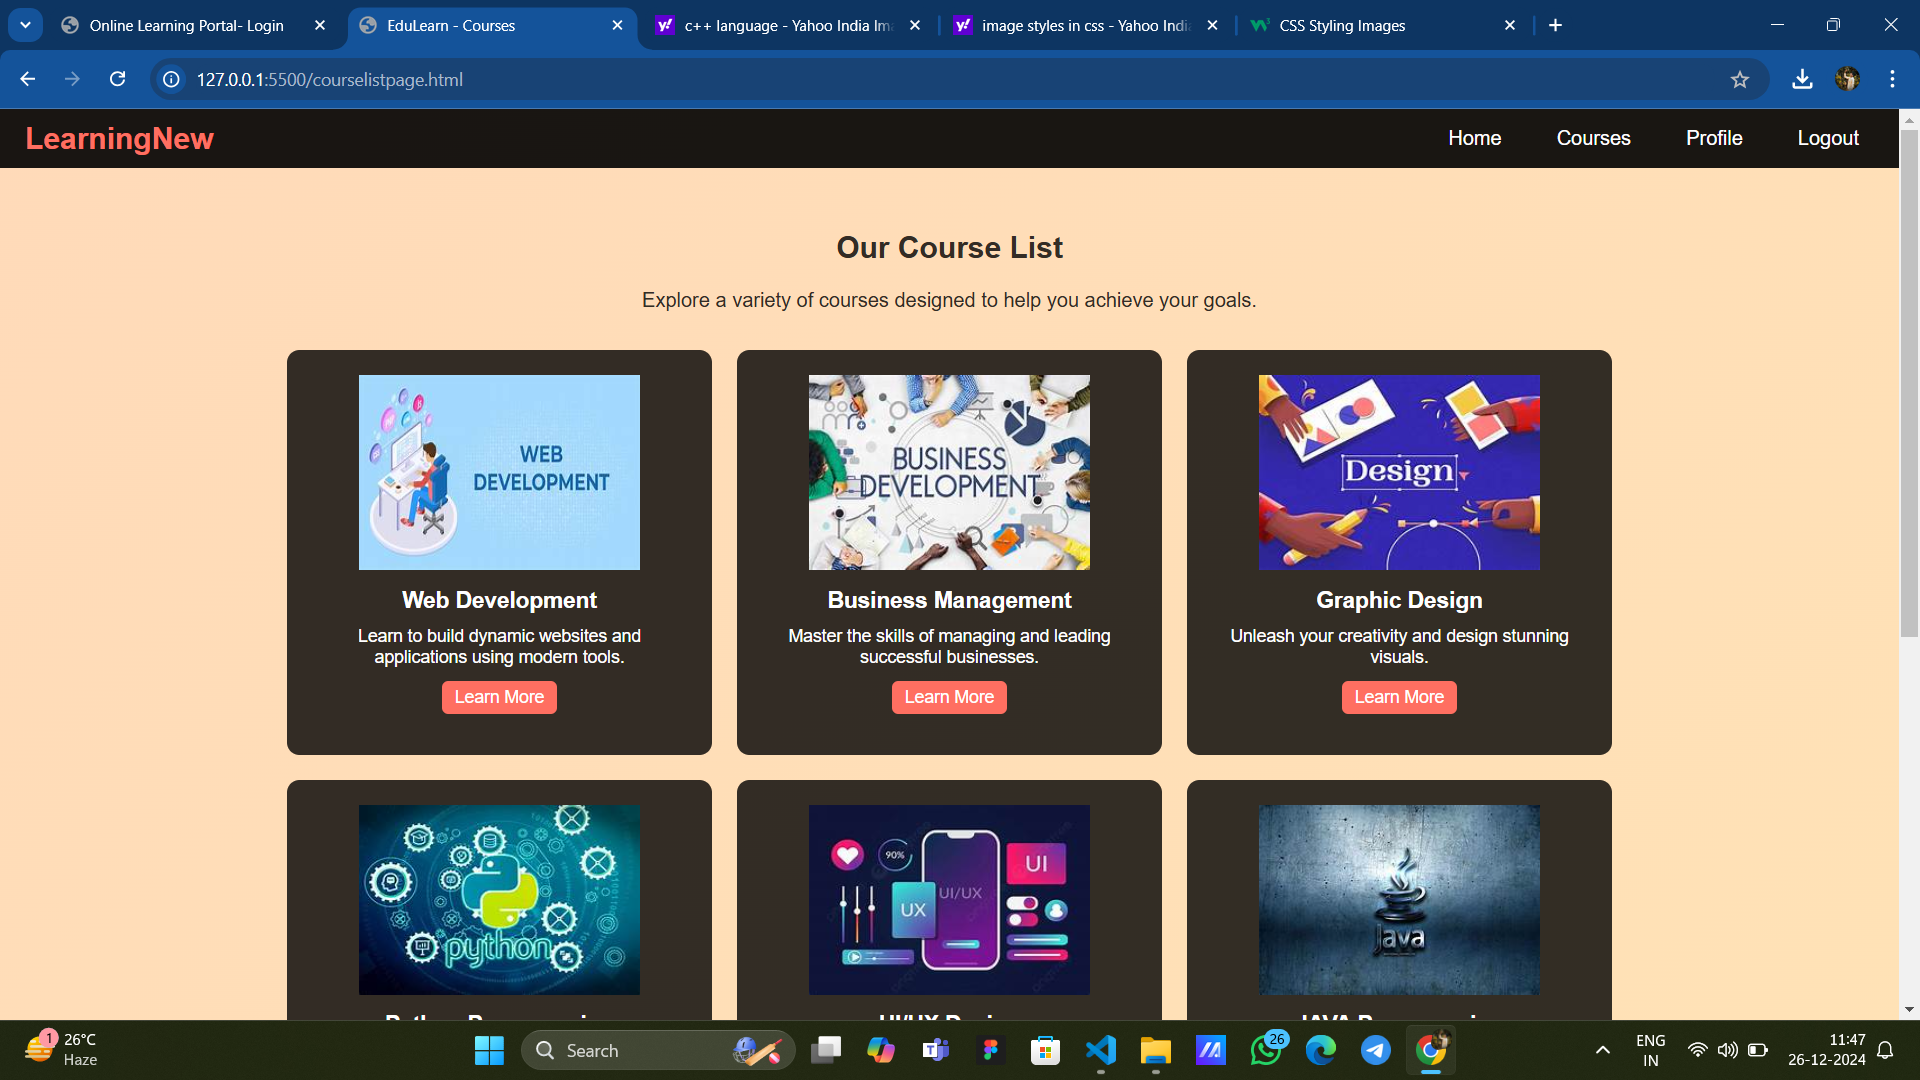 Online Learning Portal- Login
EduLearn - Courses
c++ language - Yahoo India Im
image styles in css - Yahoo Indi
CSS Styling Images
127.0.0.1:5500/courselistpage.html
LearningNew
Home
Courses
Profile
Logout
Our Course List
Explore a variety of courses designed to help you achieve your goals.
WEB
DEVELOPMENT
BUSINESS
DEVELOPMENT
Design
Web Development
Business Management
Graphic Design
Learn to build dynamic websites and
applications using modern tools.
Master the skills of managing and leading
successful businesses.
Unleash your creativity and design stunning
visuals.
Learn More
Learn More
Learn More
python
90%
UI
UI/UX
UX
java
1
26°C
Haze
Search
26
ENG
IN
11:47
26-12-2024